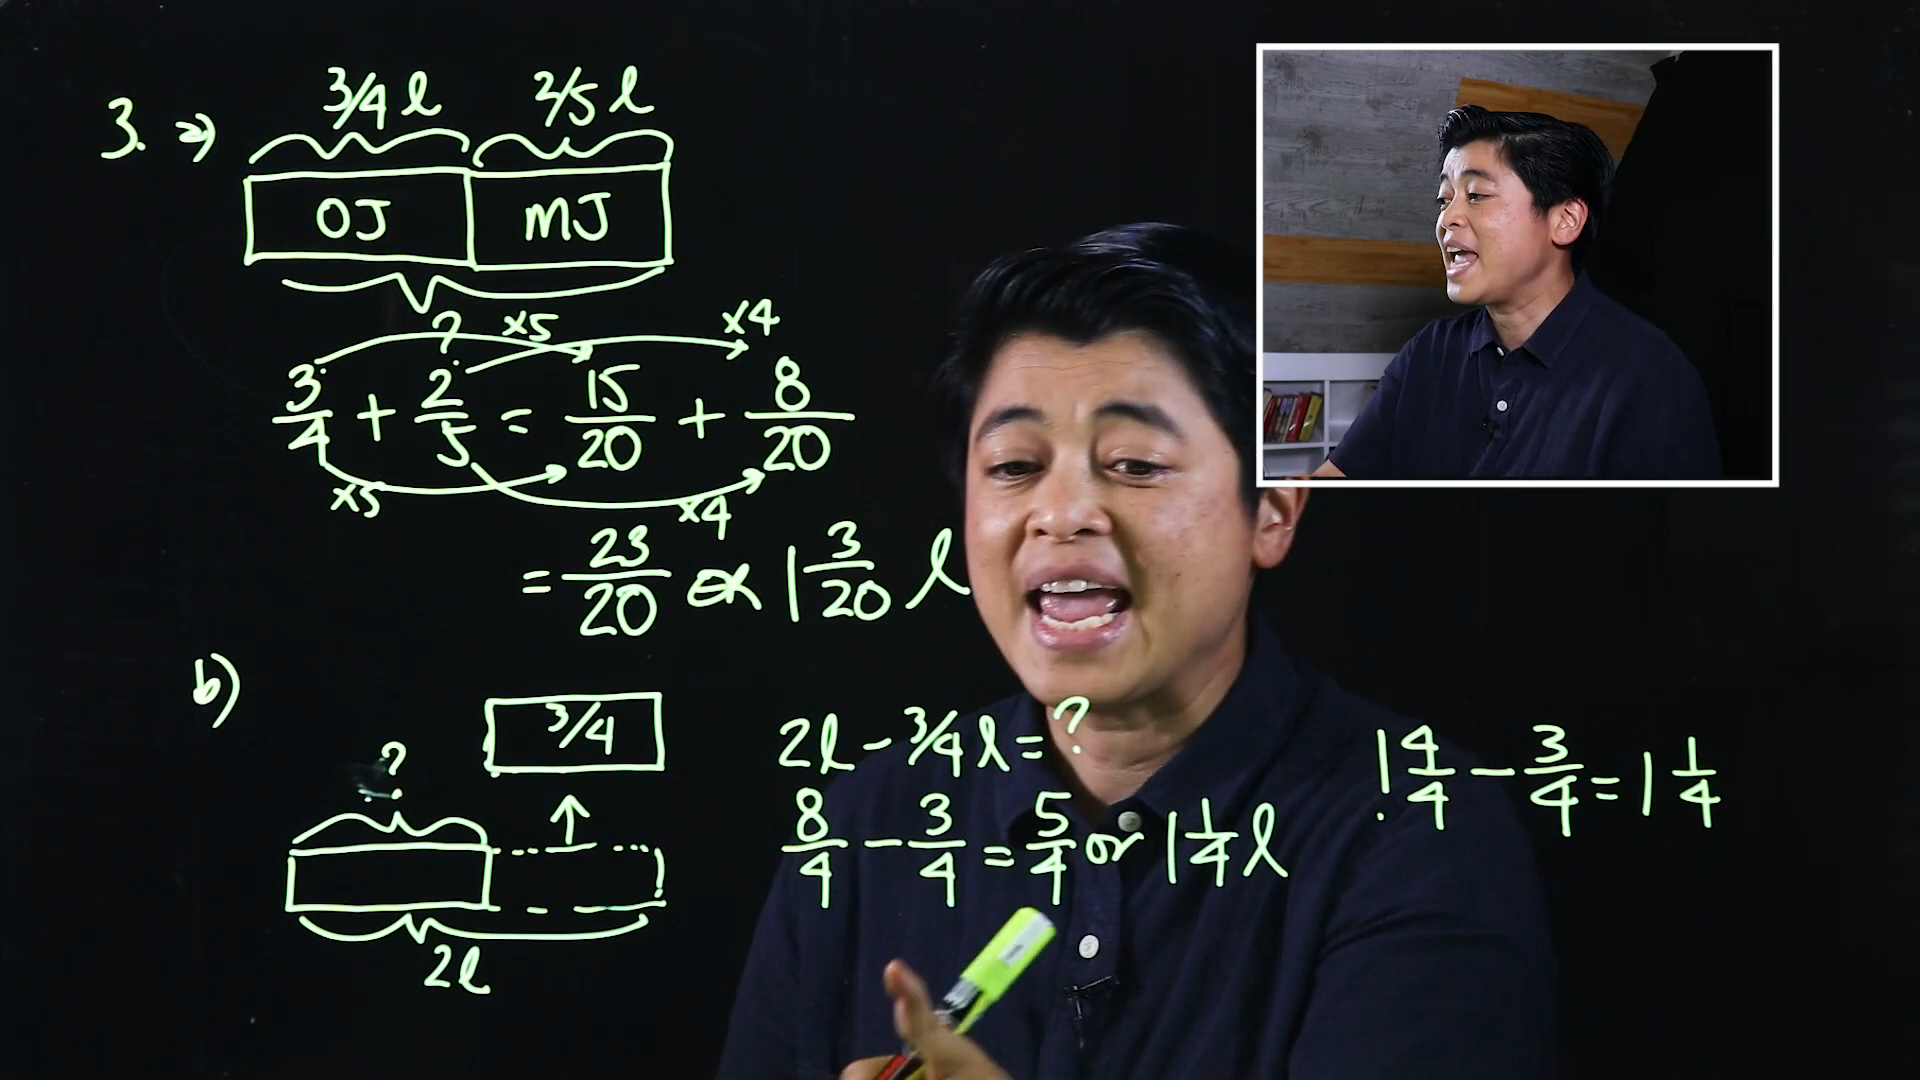 3. a)
3/4 l 2/5 l
OJ MJ
?
×5 ×4
3/4 + 2/5 = 15/20 + 8/20
×5 ×4
= 23/20 or 1 3/20 l
b)
3/4
?
2l
2l - 3/4 l = ?
8/4 - 3/4 = 5/4 or 1 1/4 l
1 4/4 - 3/4 = 1 1/4